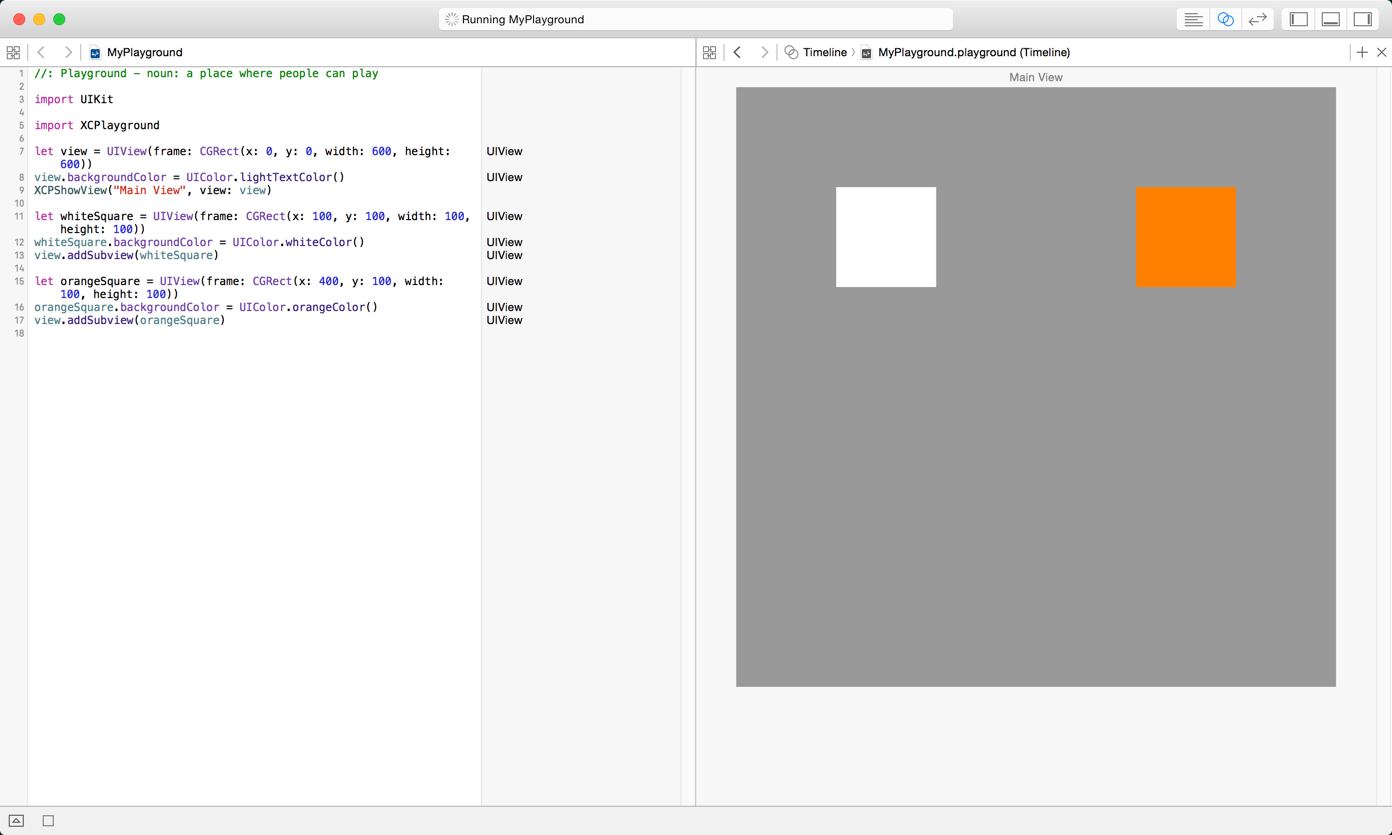 Running MyPlayground
MyPlayground
Timeline
MyPlayground.playground (Timeline)
1 //: Playground – noun: a place where people can play
2
3 import UIKit
4
5 import XCPlayground
6
7 let view = UIView(frame: CGRect(x: 0, y: 0, width: 600, height:
600))
UIView
8 view.backgroundColor = UIColor.lightTextColor()
UIView
9 XCPShowView("Main View", view: view)
10
11 let whiteSquare = UIView(frame: CGRect(x: 100, y: 100, width: 100,
height: 100))
UIView
12 whiteSquare.backgroundColor = UIColor.whiteColor()
UIView
13 view.addSubview(whiteSquare)
UIView
14
15 let orangeSquare = UIView(frame: CGRect(x: 400, y: 100, width:
100, height: 100))
UIView
16 orangeSquare.backgroundColor = UIColor.orangeColor()
UIView
17 view.addSubview(orangeSquare)
UIView
18
Main View